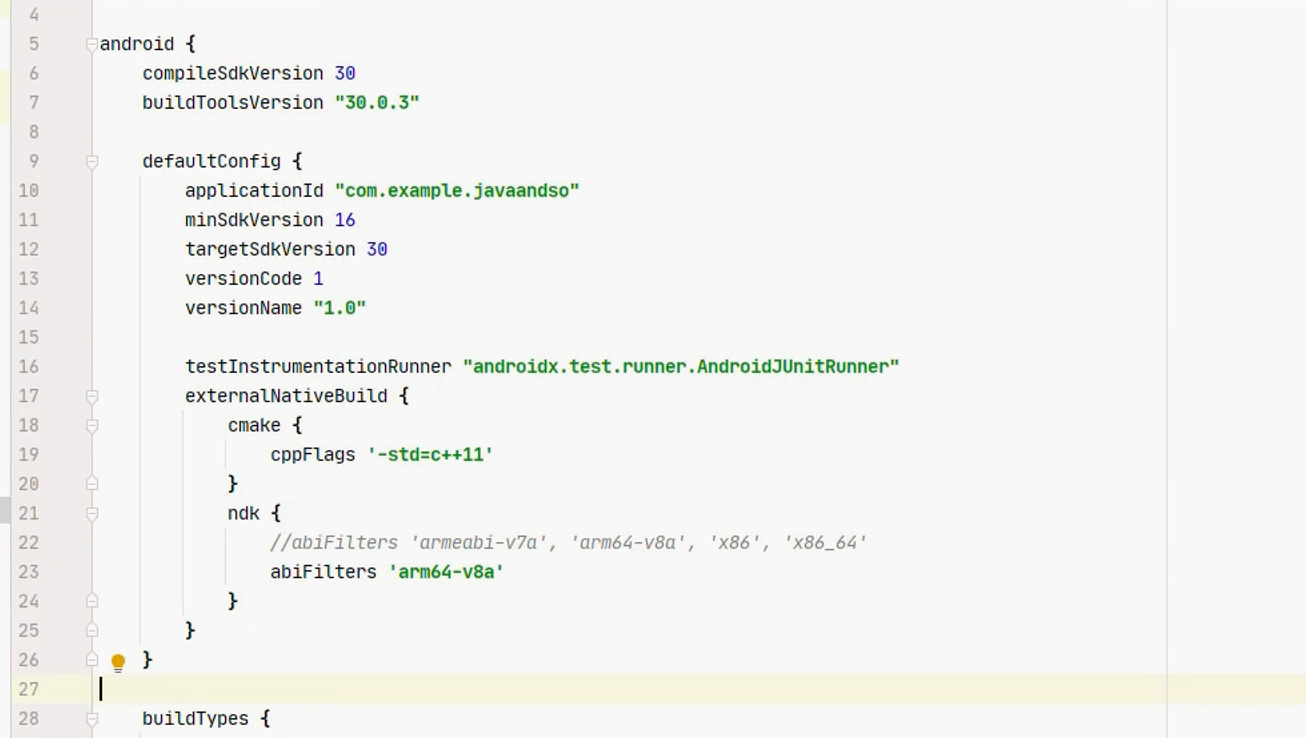 4
5 android {
6 compileSdkVersion 30
7 buildToolsVersion "30.0.3"
8
9 defaultConfig {
10 applicationId "com.example.javaandso"
11 minSdkVersion 16
12 targetSdkVersion 30
13 versionCode 1
14 versionName "1.0"
15
16 testInstrumentationRunner "androidx.test.runner.AndroidJUnitRunner"
17 externalNativeBuild {
18 cmake {
19 cppFlags '-std=c++11'
20 }
21 ndk {
22 //abiFilters 'armeabi-v7a', 'arm64-v8a', 'x86', 'x86_64'
23 abiFilters 'arm64-v8a'
24 }
25 }
26 }
27
28 buildTypes {